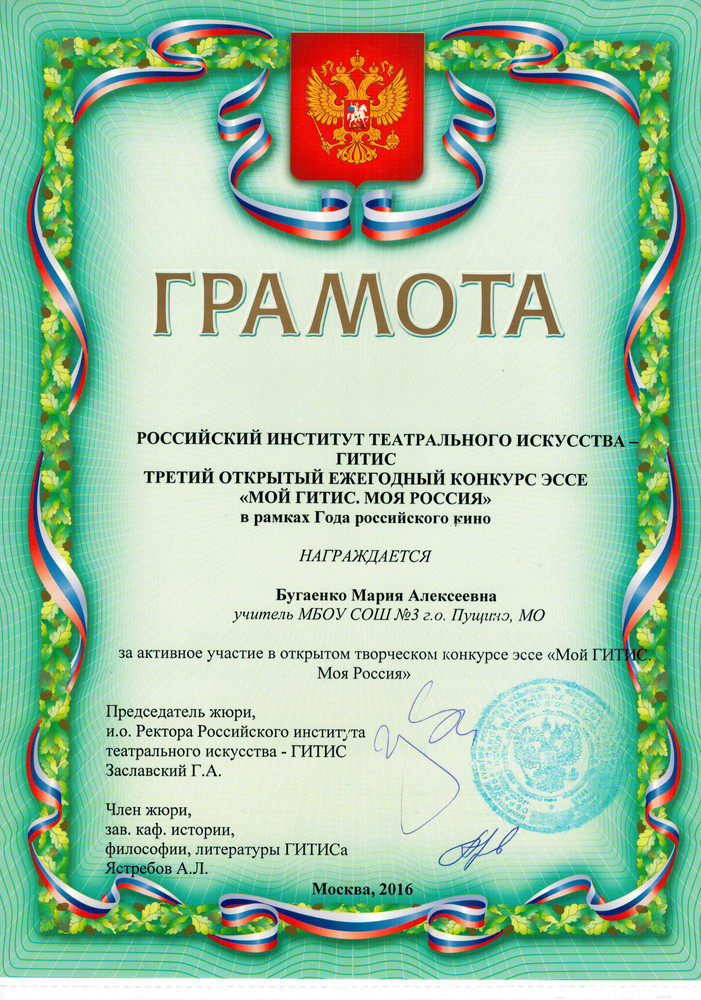 ГРАМОТА
РОССИЙСКИЙ ИНСТИТУТ ТЕАТРАЛЬНОГО ИСКУССТВА –
ГИТИС
ТРЕТИЙ ОТКРЫТЫЙ ЕЖЕГОДНЫЙ КОНКУРС ЭССЕ
«МОЙ ГИТИС. МОЯ РОССИЯ»
в рамках Года российского кино
НАГРАЖДАЕТСЯ
Бугаенко Мария Алексеевна
учитель МБОУ СОШ №3 г.о. Пущино, МО
за активное участие в открытом творческом конкурсе эссе «Мой ГИТИС.
Моя Россия»
Председатель жюри,
и.о. Ректора Российского института
театрального искусства - ГИТИС
Заславский Г.А.
Член жюри,
зав. каф. истории,
философии, литературы ГИТИСа
Ястребов А.Л.
Москва, 2016